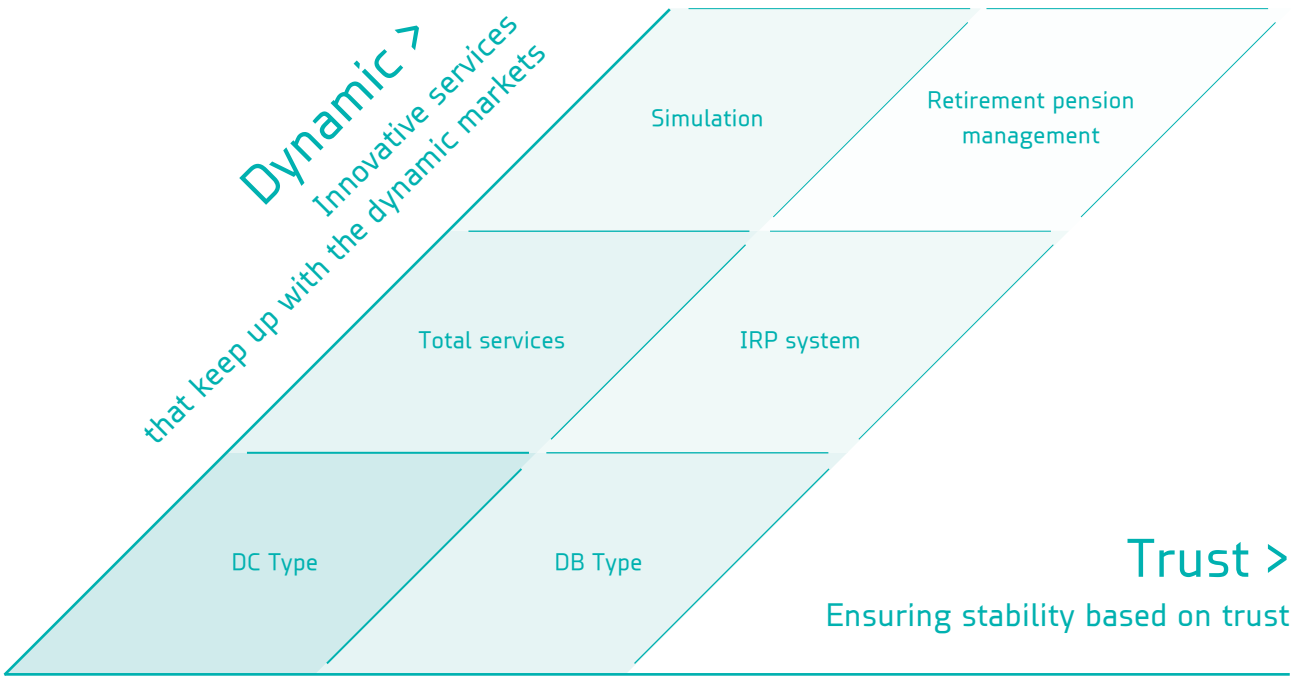 Dynamic >
Innovative services
that keep up with the dynamic markets
Simulation
Retirement pension
management
Total services
IRP system
DC Type
DB Type
Trust >
Ensuring stability based on trust